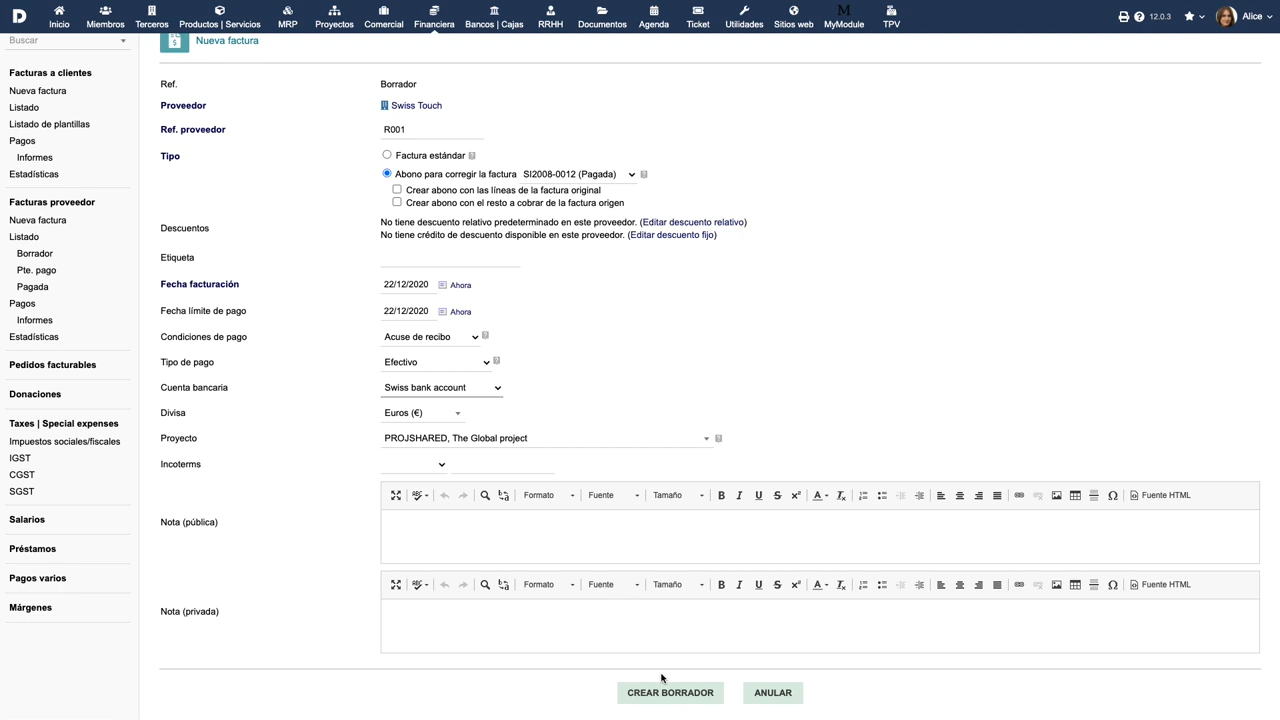 Inicio Miembros Terceros Productos | Servicios MRP Proyectos Comercial Financiera Bancos | Cajas RRHH Documentos Agenda Ticket Utilidades Sitios web MyModule TPV 12.0.3 Alice
Buscar
Facturas a clientes
Nueva factura
Listado
Listado de plantillas
Pagos
Informes
Estadísticas
Facturas proveedor
Nueva factura
Listado
Borrador
Pte. pago
Pagada
Pagos
Informes
Estadísticas
Pedidos facturables
Donaciones
Taxes | Special expenses
Impuestos sociales/fiscales
IGST
CGST
SGST
Salarios
Préstamos
Pagos varios
Márgenes
Nueva factura
Ref. Borrador
Proveedor Swiss Touch
Ref. proveedor R001
Tipo Factura estándar
Abono para corregir la factura SI2008-0012 (Pagada)
Crear abono con las líneas de la factura original
Crear abono con el resto a cobrar de la factura origen
Descuentos No tiene descuento relativo predeterminado en este proveedor. (Editar descuento relativo)
No tiene crédito de descuento disponible en este proveedor. (Editar descuento fijo)
Etiqueta
Fecha facturación 22/12/2020 Ahora
Fecha límite de pago 22/12/2020 Ahora
Condiciones de pago Acuse de recibo
Tipo de pago Efectivo
Cuenta bancaria Swiss bank account
Divisa Euros (€)
Proyecto PROJSHARED, The Global project
Incoterms
Formato Fuente Tamaño Fuente HTML
Nota (pública)
Formato Fuente Tamaño Fuente HTML
Nota (privada)
CREAR BORRADOR ANULAR